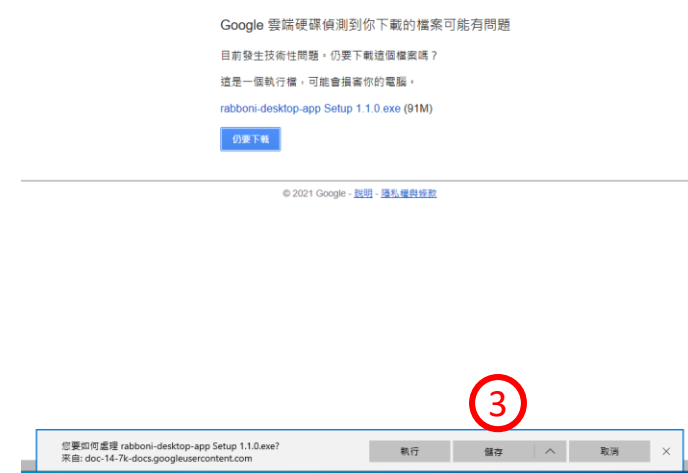 Google 雲端硬碟偵測到你下載的檔案可能有問題
目前發生技術性問題。仍要下載這個檔案嗎？
這是一個執行檔，可能會損害你的電腦。
rabboni-desktop-app Setup 1.1.0.exe (91M)
仍要下載
© 2021 Google - 說明 - 隱私權與條款
3
您要如何處理 rabboni-desktop-app Setup 1.1.0.exe?
來自: doc-14-7k-docs.googleusercontent.com
執行
儲存
取消